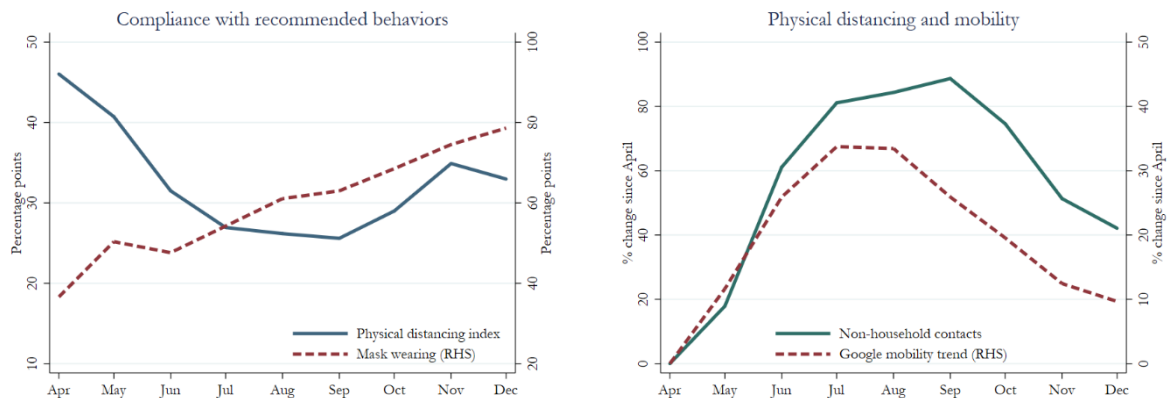 Compliance with recommended behaviors
Percentage points
50
40
30
20
10
100
80
60
40
20
Percentage points
Physical distancing index
Mask wearing (RHS)
Apr May Jun Jul Aug Sep Oct Nov Dec
Physical distancing and mobility
% change since April
100
80
60
40
20
0
50
40
30
20
10
0
% change since April
Non-household contacts
Google mobility trend (RHS)
Apr May Jun Jul Aug Sep Oct Nov Dec